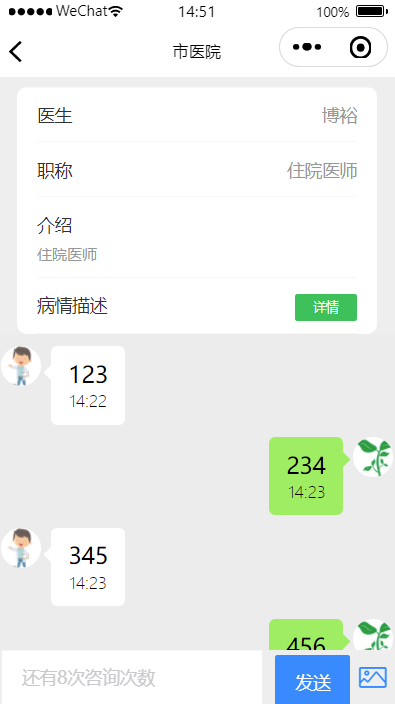 WeChat 14:51 100%
市医院
医生 博裕
职称 住院医师
介绍
住院医师
病情描述 详情
123
14:22
234
14:23
345
14:23
456
还有8次咨询次数 发送